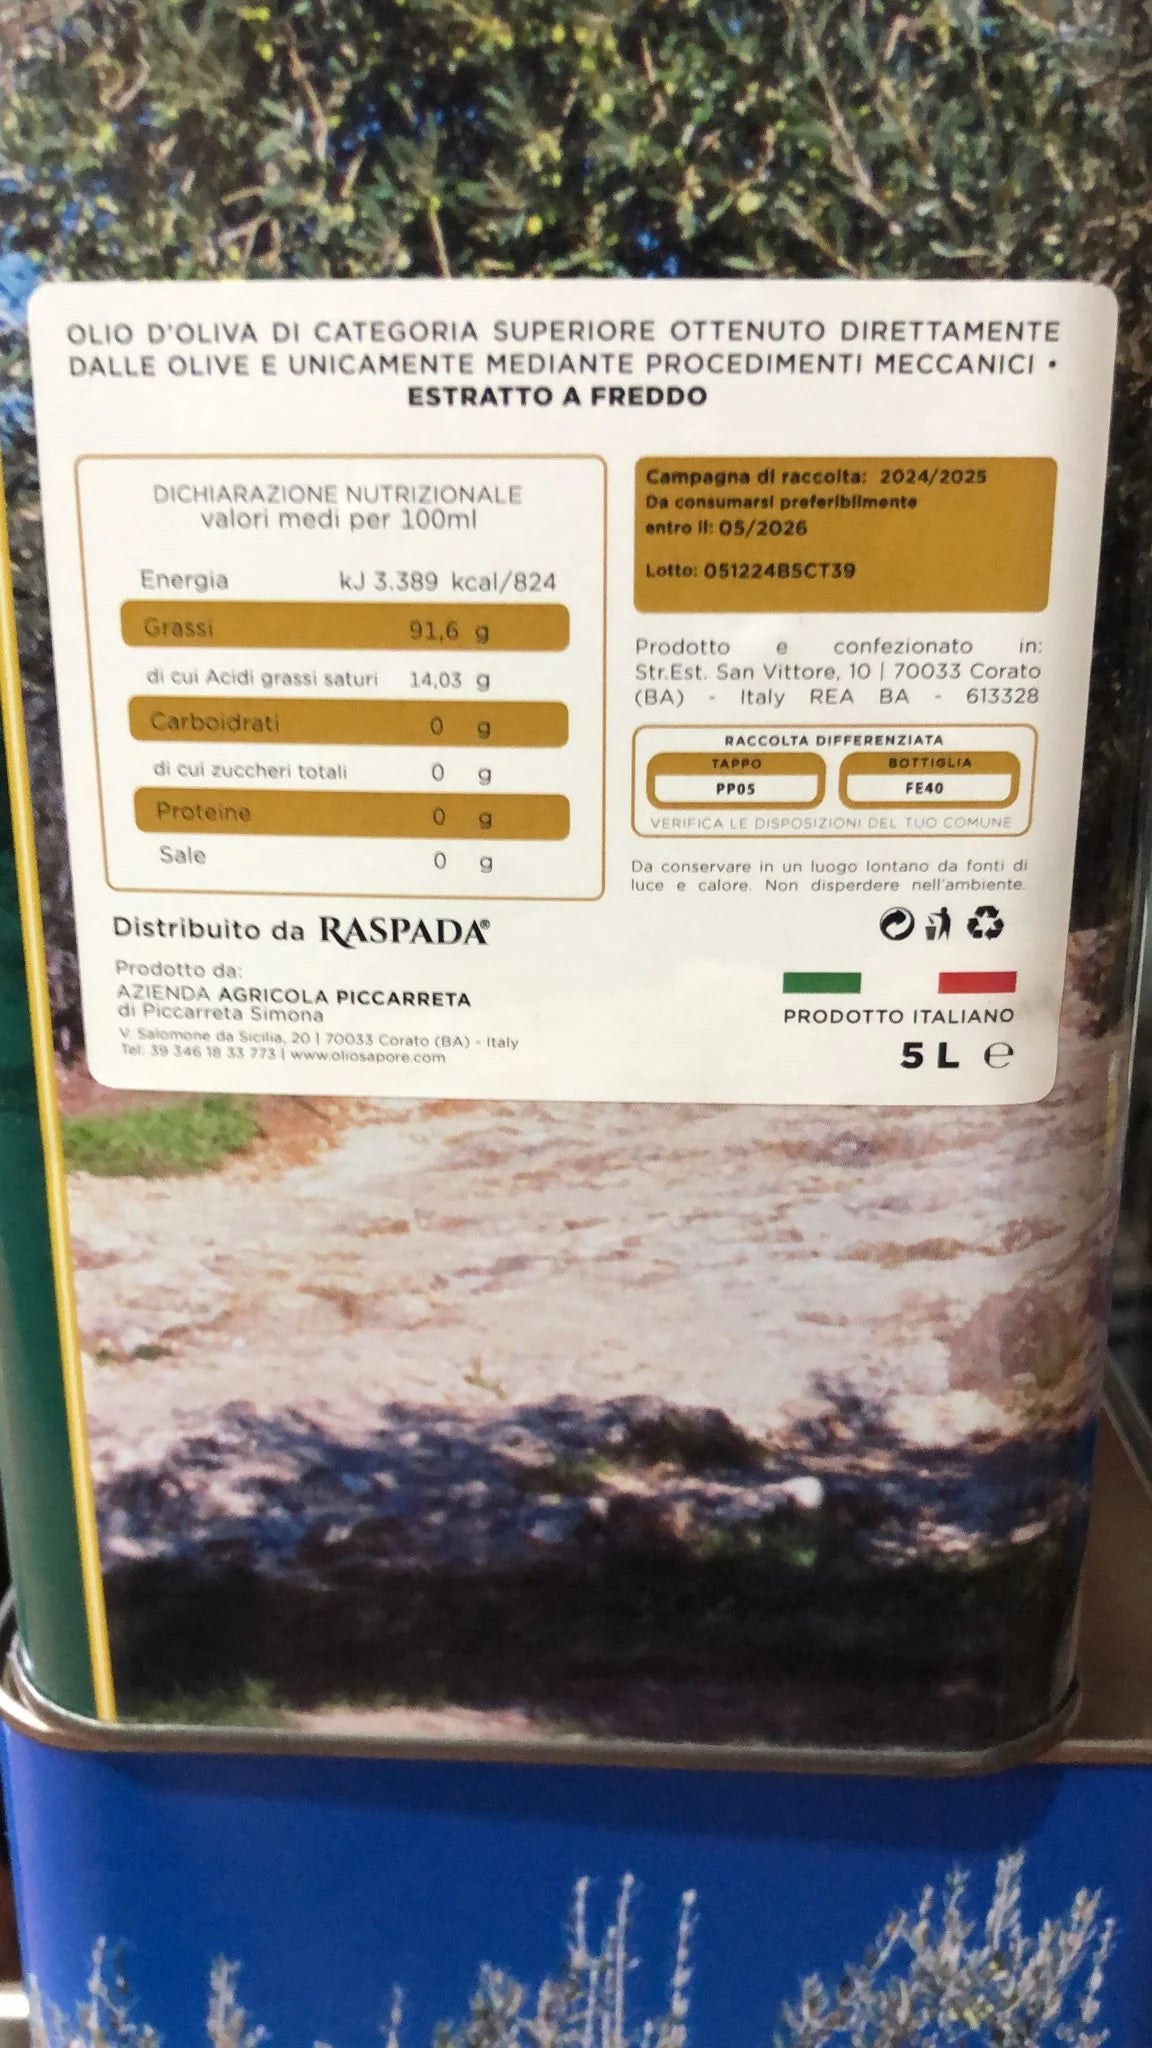 OLIO D'OLIVA DI CATEGORIA SUPERIORE OTTENUTO DIRETTAMENTE
DALLE OLIVE E UNICAMENTE MEDIANTE PROCEDIMENTI MECCANICI •
ESTRATTO A FREDDO
DICHIARAZIONE NUTRIZIONALE
valori medi per 100ml
Energia kJ 3.389 kcal/824
Grassi 91,6 g
di cui Acidi grassi saturi 14,03 g
Carboidrati 0 g
di cui zuccheri totali 0 g
Proteine 0 g
Sale 0 g
Campagna di raccolta: 2024/2025
Da consumarsi preferibilmente
entro il: 05/2026
Lotto: 051224BSCT39
Prodotto e confezionato in:
Str.Est. San Vittore, 10 | 70033 Corato
(BA) - Italy REA BA - 613328
RACCOLTA DIFFERENZIATA
TAPPO BOTTIGLIA
PP05 FE40
VERIFICA LE DISPOSIZIONI DEL TUO COMUNE
Da conservare in un luogo lontano da fonti di
luce e calore. Non disperdere nell'ambiente.
Distribuito da RASPADA®
Prodotto da:
AZIENDA AGRICOLA PICCARRETA
di Piccarreta Simona
V. Salomone da Sicilia, 20 | 70033 Corato (BA) - Italy
Tel. 39 346 18 33 773 | www.oliosapore.com
PRODOTTO ITALIANO
5 L ℮